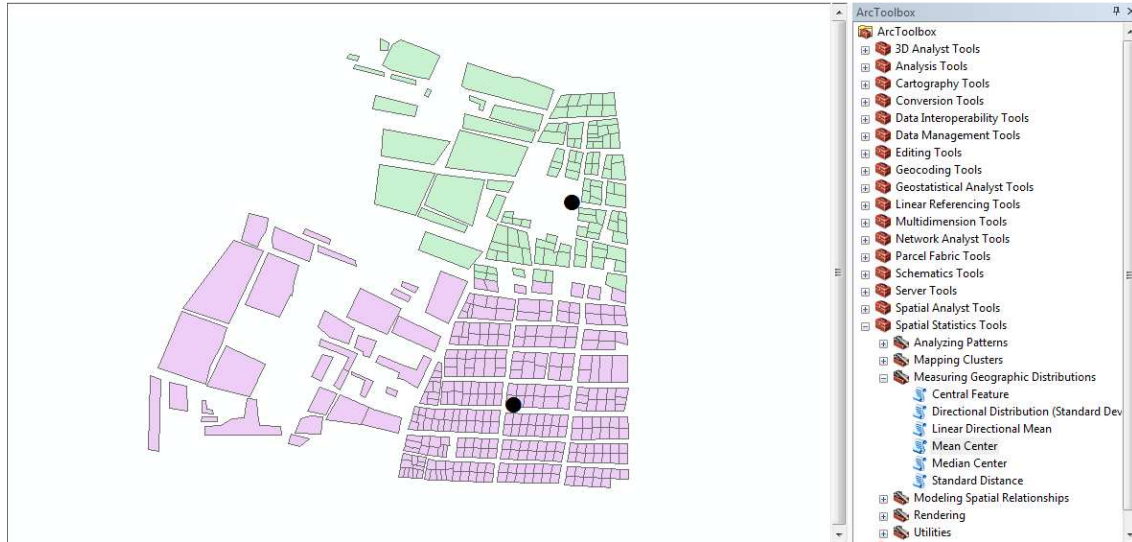 ArcToolbox
ArcToolbox
3D Analyst Tools
Analysis Tools
Cartography Tools
Conversion Tools
Data Interoperability Tools
Data Management Tools
Editing Tools
Geocoding Tools
Geostatistical Analyst Tools
Linear Referencing Tools
Multidimension Tools
Network Analyst Tools
Parcel Fabric Tools
Schematics Tools
Server Tools
Spatial Analyst Tools
Spatial Statistics Tools
Analyzing Patterns
Mapping Clusters
Measuring Geographic Distributions
Central Feature
Directional Distribution (Standard Dev
Linear Directional Mean
Mean Center
Median Center
Standard Distance
Modeling Spatial Relationships
Rendering
Utilities